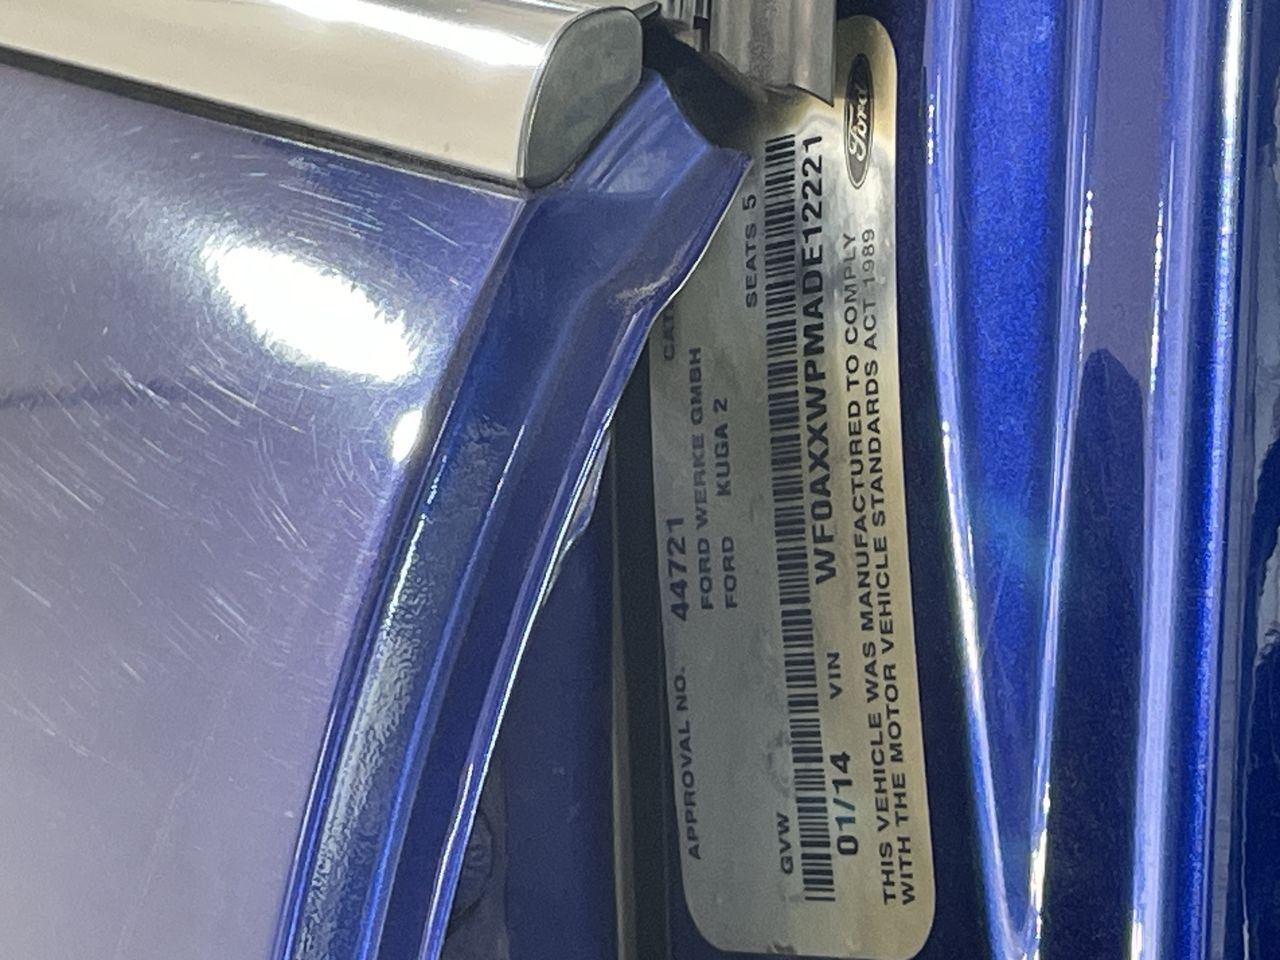 APPROVAL NO. 44721 CAT
FORD WERKE GMBH
FORD KUGA 2
SEATS 5
GVW
01/14 VIN WF0AXXWPMADE12221
THIS VEHICLE WAS MANUFACTURED TO COMPLY
WITH THE MOTOR VEHICLE STANDARDS ACT 1989
Ford